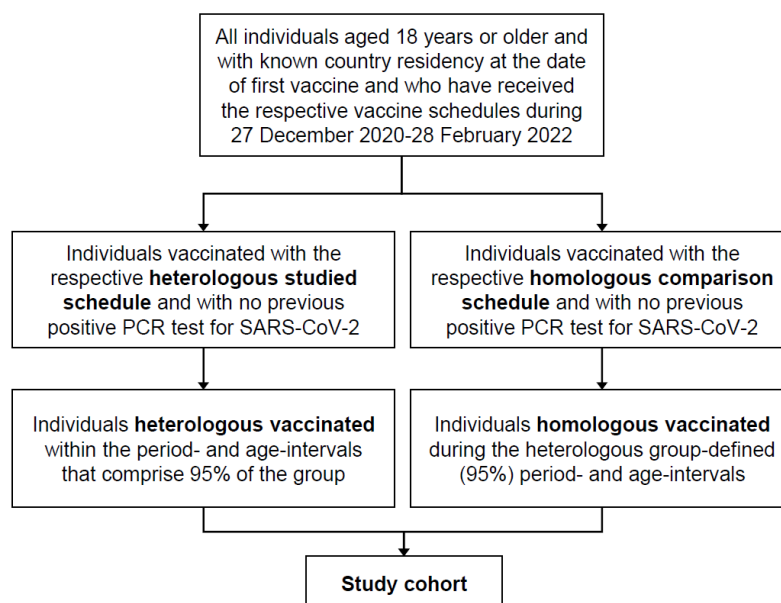 All individuals aged 18 years or older and
with known country residency at the date
of first vaccine and who have received
the respective vaccine schedules during
27 December 2020-28 February 2022
Individuals vaccinated with the
respective heterologous studied
schedule and with no previous
positive PCR test for SARS-CoV-2
Individuals vaccinated with the
respective homologous comparison
schedule and with no previous
positive PCR test for SARS-CoV-2
Individuals heterologous vaccinated
within the period- and age-intervals
that comprise 95% of the group
Individuals homologous vaccinated
during the heterologous group-defined
(95%) period- and age-intervals
Study cohort